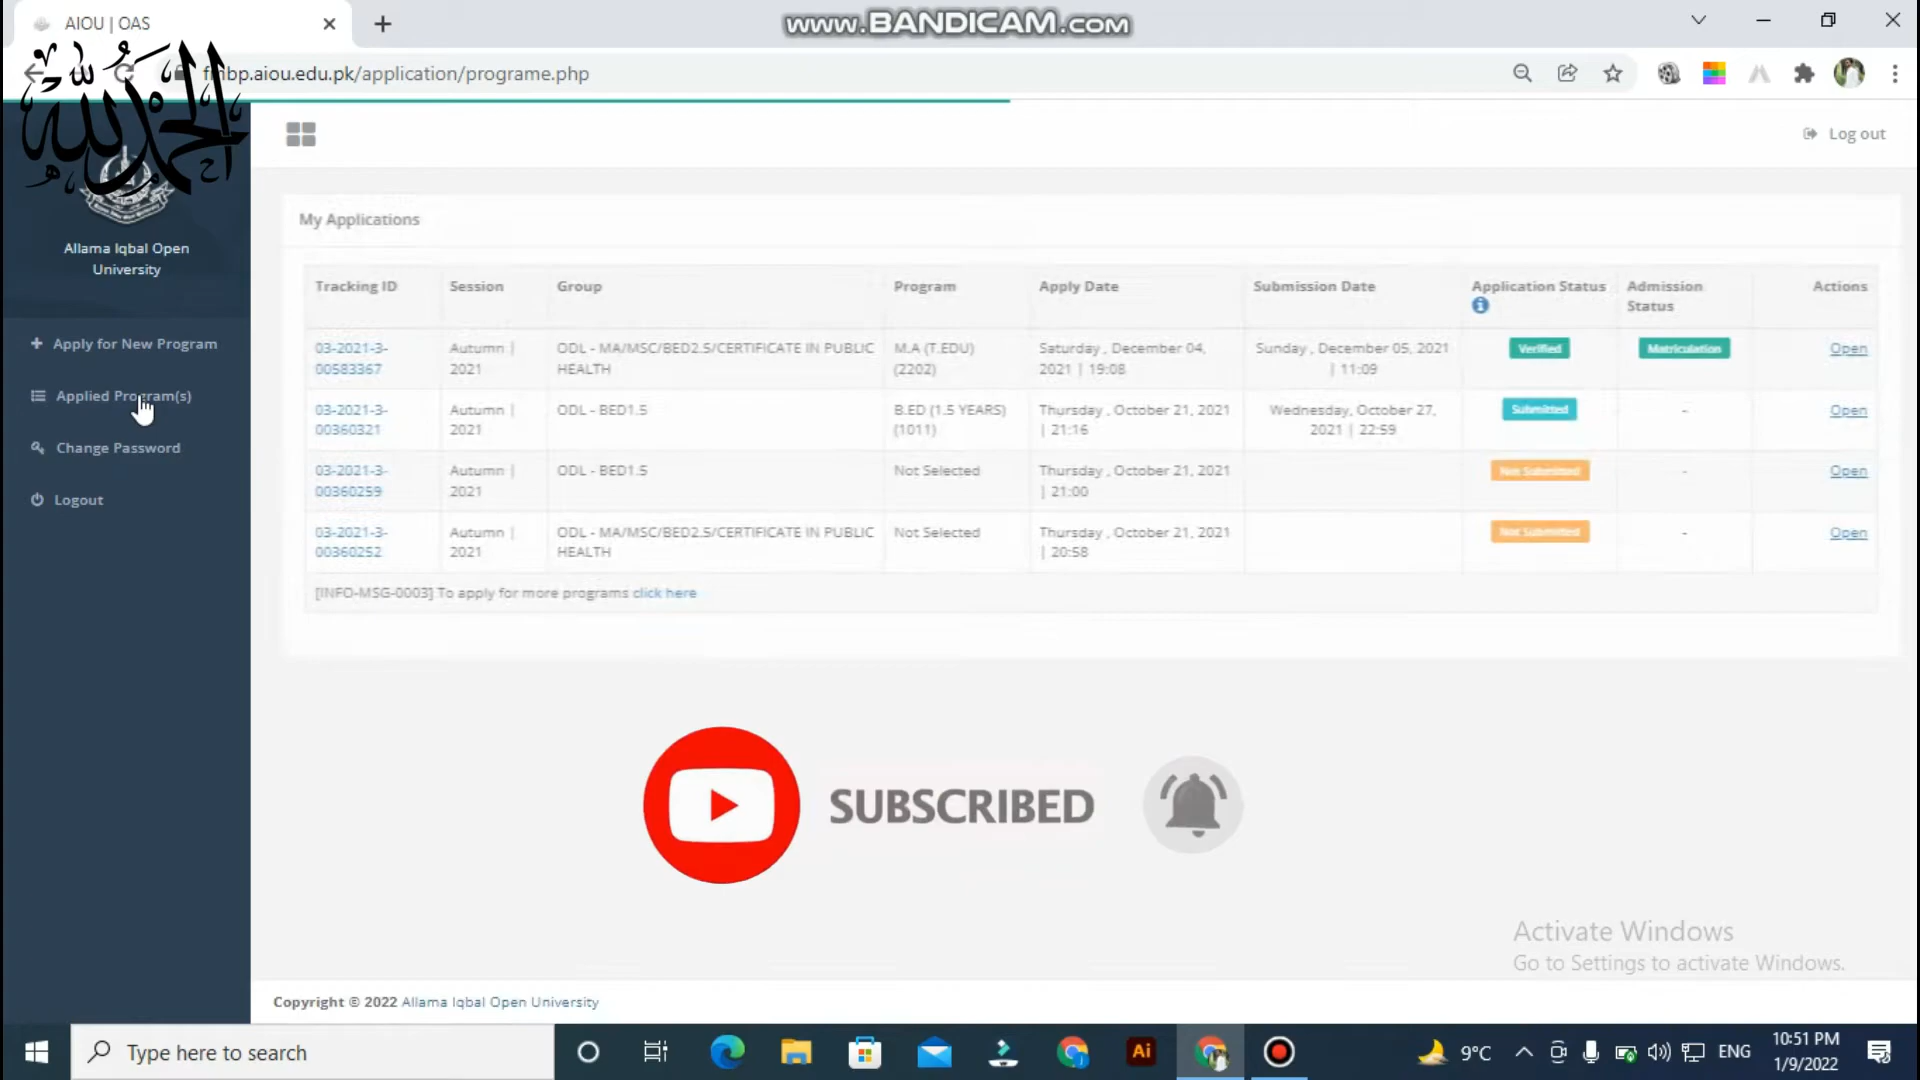 AIOU | OAS
www.BANDICAM.com
bp.aiou.edu.pk/application/programe.php
الحمد لله
Log out
Allama Iqbal Open
University
Apply for New Program
Applied Program(s)
Change Password
Logout
My Applications
Tracking ID Session Group Program Apply Date Submission Date Application Status Admission Status Actions
03-2021-3-00583367 Autumn | 2021 ODL - MA/MSC/BED2.5/CERTIFICATE IN PUBLIC HEALTH M.A (T.EDU) (2202) Saturday , December 04, 2021 | 19:08 Sunday , December 05, 2021 | 11:09 Verified Matriculation Open
03-2021-3-00360321 Autumn | 2021 ODL - BED1.5 B.ED (1.5 YEARS) (1011) Thursday , October 21, 2021 | 21:16 Wednesday, October 27, 2021 | 22:59 Submitted - Open
03-2021-3-00360259 Autumn | 2021 ODL - BED1.5 Not Selected Thursday , October 21, 2021 | 21:00 Not Submitted - Open
03-2021-3-00360252 Autumn | 2021 ODL - MA/MSC/BED2.5/CERTIFICATE IN PUBLIC HEALTH Not Selected Thursday , October 21, 2021 | 20:58 Not Submitted - Open
[INFO-MSG-0003] To apply for more programs click here
SUBSCRIBED
Activate Windows
Go to Settings to activate Windows.
Copyright © 2022 Allama Iqbal Open University
Type here to search
Ai
9°C
ENG
10:51 PM
1/9/2022